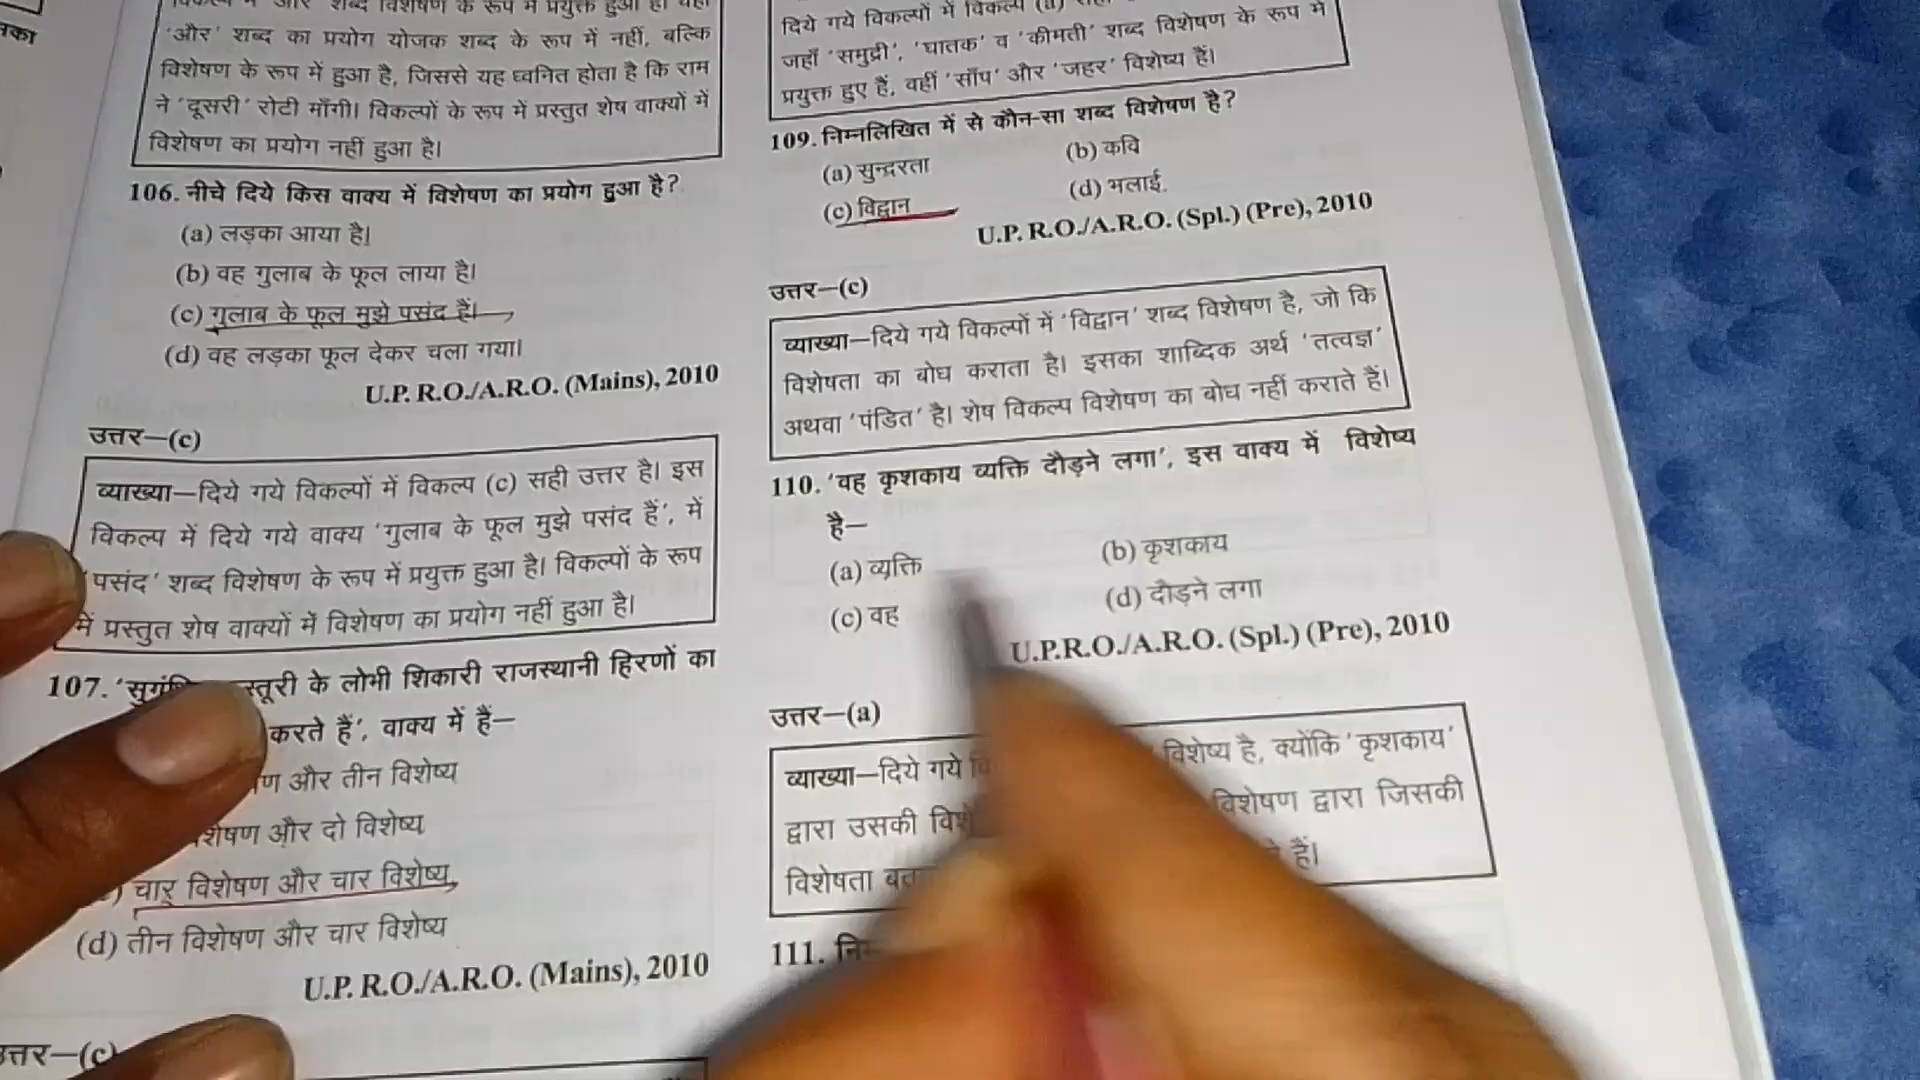 'और' शब्द का प्रयोग योजक शब्द के रूप में नहीं, बल्कि
विशेषण के रूप में हुआ है, जिससे यह ध्वनित होता है कि राम
ने 'दूसरी' रोटी माँगी। विकल्पों के रूप में प्रस्तुत शेष वाक्यों में
विशेषण का प्रयोग नहीं हुआ है।
106. नीचे दिये किस वाक्य में विशेषण का प्रयोग हुआ है?
(a) लड़का आया है।
(b) वह गुलाब के फूल लाया है।
(c) गुलाब के फूल मुझे पसंद हैं।
(d) वह लड़का फूल देकर चला गया।
U.P. R.O./A.R.O. (Mains), 2010
उत्तर—(c)
व्याख्या—दिये गये विकल्पों में विकल्प (c) सही उत्तर है। इस
विकल्प में दिये गये वाक्य 'गुलाब के फूल मुझे पसंद हैं', में
'पसंद' शब्द विशेषण के रूप में प्रयुक्त हुआ है। विकल्पों के रूप
में प्रस्तुत शेष वाक्यों में विशेषण का प्रयोग नहीं हुआ है।
107. के लोभी शिकारी राजस्थानी हिरणों का
करते हैं', वाक्य में हैं—
और तीन विशेष्य
और दो विशेष्य
चार विशेषण और चार विशेष्य
(d) तीन विशेषण और चार विशेष्य
U.P. R.O./A.R.O. (Mains), 2010
उत्तर—(c)
दिये गये विकल्पों में विकल्प (a)
जहाँ 'समुद्री', 'घातक' व 'कीमती' शब्द विशेषण के रूप में
प्रयुक्त हुए हैं, वहीं 'साँप' और 'जहर' विशेष्य हैं।
109. निम्नलिखित में से कौन-सा शब्द विशेषण है?
(a) सुन्दरता
(b) कवि
(c) विद्वान
(d) भलाई
U.P. R.O./A.R.O. (Spl.) (Pre), 2010
उत्तर—(c)
व्याख्या—दिये गये विकल्पों में 'विद्वान' शब्द विशेषण है, जो कि
विशेषता का बोध कराता है। इसका शाब्दिक अर्थ 'तत्वज्ञ'
अथवा 'पंडित' है। शेष विकल्प विशेषण का बोघ नहीं कराते हैं।
110. 'वह कृशकाय व्यक्ति दौड़ने लगा', इस वाक्य में विशेष्य
है—
(a) व्यक्ति
(b) कृशकाय
(c) वह
(d) दौड़ने लगा
U.P.R.O./A.R.O. (Spl.) (Pre), 2010
उत्तर—(a)
व्याख्या—दिये गये विशेष्य है, क्योंकि 'कृशकाय'
द्वारा उसकी विशेषण द्वारा जिसकी
विशेषता हैं।
111.